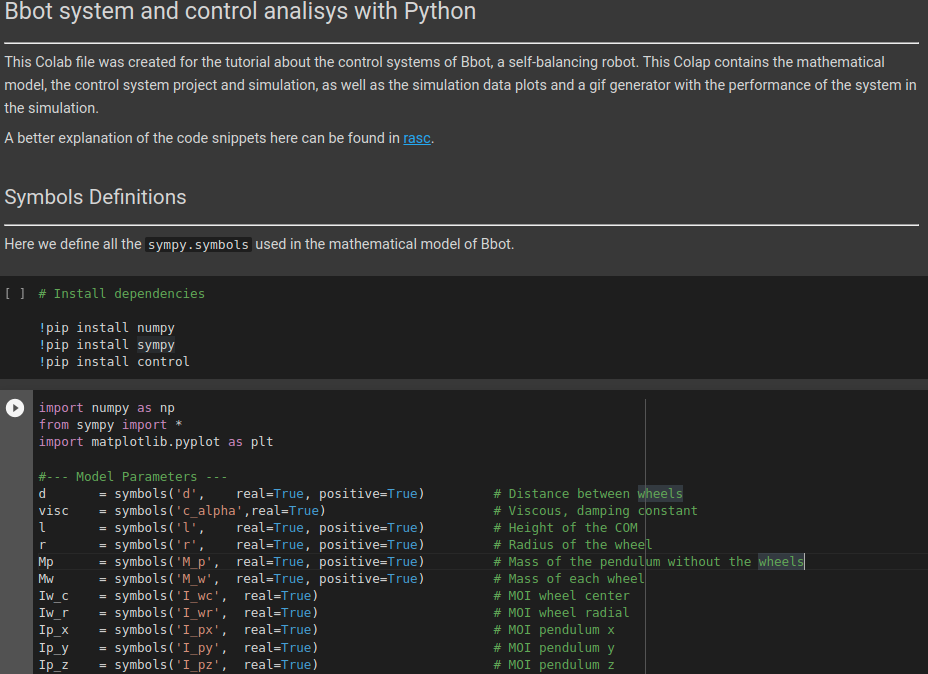 Bbot system and control analisys with Python
This Colab file was created for the tutorial about the control systems of Bbot, a self-balancing robot. This Colap contains the mathematical
model, the control system project and simulation, as well as the simulation data plots and a gif generator with the performance of the system in
the simulation.
A better explanation of the code snippets here can be found in rasc.
Symbols Definitions
Here we define all the sympy.symbols used in the mathematical model of Bbot.
[ ] # Install dependencies
!pip install numpy
!pip install sympy
!pip install control
import numpy as np
from sympy import *
import matplotlib.pyplot as plt
#--- Model Parameters ---
d       = symbols('d',    real=True, positive=True)         # Distance between wheels
visc    = symbols('c_alpha',real=True)                      # Viscous, damping constant
l       = symbols('l',    real=True, positive=True)         # Height of the COM
r       = symbols('r',    real=True, positive=True)         # Radius of the wheel
Mp      = symbols('M_p',  real=True, positive=True)         # Mass of the pendulum without the wheels
Mw      = symbols('M_w',  real=True, positive=True)         # Mass of each wheel
Iw_c    = symbols('I_wc',  real=True)                       # MOI wheel center
Iw_r    = symbols('I_wr',  real=True)                       # MOI wheel radial
Ip_x    = symbols('I_px',  real=True)                       # MOI pendulum x
Ip_y    = symbols('I_py',  real=True)                       # MOI pendulum y
Ip_z    = symbols('I_pz',  real=True)                       # MOI pendulum z